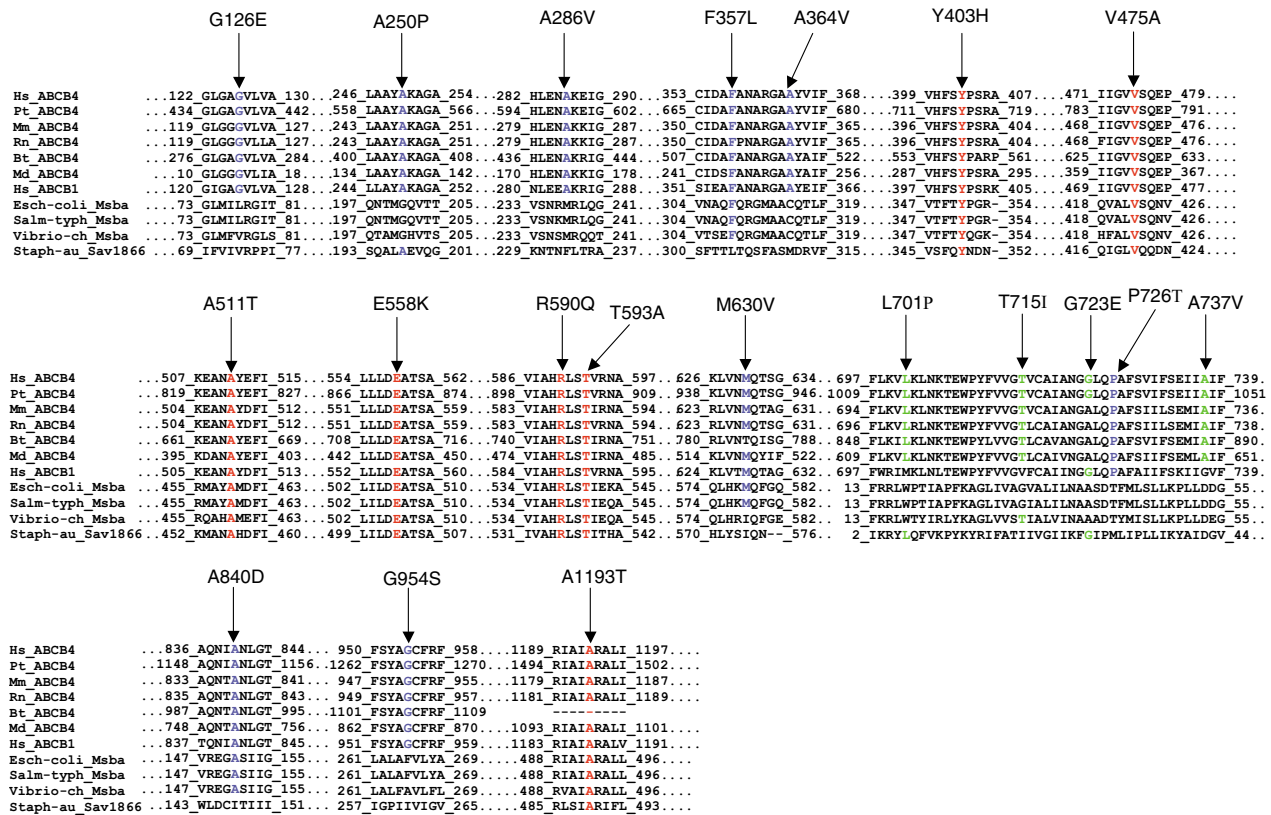 G126E A250P A286V F357L A364V Y403H V475A
Hs_ABCB4 ...122_GLGAGVLVA_130...246_LAAYAKAGA_254...282_HLENAKEIG_290....353_CIDAFANARGAAYVIF_368....399_VHFSYPSRA_407.....471_IIGVVSQEP_479....
Pt_ABCB4 ...434_GLGAGVLVA_442...558_LAAYAKAGA_566...594_HLENAKEIG_602....665_CIDAFANARGAAYVIF_680....711_VHFSYPSRA_719.....783_IIGVVSQEP_791....
Mm_ABCB4 ...119_GLGGGVLVA_127...243_LAAYAKAGA_251...279_HLENAKKIG_287....350_CIDAFANARGAAYVIF_365....396_VHFSYPSRA_404.....468_IIGVVSQEP_476....
Rn_ABCB4 ...119_GLGGGVLLA_127...243_LAAYAKAGA_251...279_HLEKAKKIG_287....350_CIDAFPNARGAAYVIF_365....396_VHFSYPSRA_404.....468_FIGVVSQEP_476....
Bt_ABCB4 ...276_GLGAGVLVA_284...400_LAAYAKAGA_408...436_HLENAKRIG_444....507_CIDAFANARGAAYAIF_522....553_VHFSYPARP_561.....625_IIGVVSQEP_633....
Md_ABCB4 ...10_GLGGGVLIA_18....134_LAAYAKAGA_142...170_HLENAKKIG_178....241_CIDSFANARGAAYAIF_256....287_VHFSYPSRA_295.....359_IIGVVSQEP_367....
Hs_ABCB1 ...120_GIGAGVLVA_128...244_LLAYAKAGA_252...280_NLEEAKRIG_288....351_SIEAFANARGAAYEIF_366....397_VHFSYPSRK_405.....469_IIGVVSQEP_477....
Esch-coli_Msba ...73_GLMILRGIT_81....197_QNTMGQVTT_205...233_VSNRMRLQG_241....304_VNAQFQRGMAACQTLF_319....347_VTFTYPGR-_354.....418_QVALVSQNV_426....
Salm-typh_Msba ...73_GLMILRGIT_81....197_QNTMGQVTT_205...233_VSNKMRLQG_241....304_VNAQFQRGMAACQTLF_319....347_VTFTYPGR-_354.....418_QVALVSQNV_426....
Vibrio-ch_Msba ...73_GLMFVRGLS_81....197_QTAMGHVTS_205...233_VSNSMRQQT_241....304_VTSEFQRGMAACQTLF_319....347_VTFTYQGK-_354.....418_HFALVSQNV_426....
Staph-au_Sav1866 ..69_IFVIVRPPI_77....193_SQALAEVQG_201...229_KNTNFLTRA_237....300_SFTTLTQSFASMDRVF_315....345_VSFQYNDN-_352.....416_QIGLVQQDN_424....
A511T E558K R590Q T593A M630V L701P T715I G723E P726T A737V
Hs_ABCB4 ...507_KEANAYEFI_515...554_LLLDEATSA_562...586_VIAHRLSTVRNA_597...626_KLVNMQTSG_634...697_FLKVLKLNKTEWPYFVVGTVCAIANGGLQPAFSVIFSEIIAIF_739..
Pt_ABCB4 ...819_KEANAYEFI_827...866_LLLDEATSA_874...898_VIAHRLSTVRNA_909...938_KLVNMQTSG_946..1009_FLKVLKLNKTEWPYFVVGTVCAIANGGLQPAFSVIFSEIIAIF_1051
Mm_ABCB4 ...504_KEANAYDFI_512...551_LLLDEATSA_559...583_VIAHRLSTIRNA_594...623_RLVNMQTAG_631...694_FLKVLKLNKTEWPYFVVGTVCAIANGALQPAFSIILSEMIAIF_736..
Rn_ABCB4 ...504_KEANAYDFI_512...551_LLLDEATSA_559...583_VIAHRLSTVRNA_594...623_RLVNMQTSG_631...696_FLKVLRLNKTEWPYFVVGTLCAIANGALQPAFSIILSEMIAIF_738..
Bt_ABCB4 ...661_KEANAYEFI_669...708_LLLDEATSA_716...740_VIAHRLSTIRNA_751...780_RLVNTQISG_788...848_FLKILKLNKTEWPYFVVGTLCAVANGALQPAFSIIFSEMIAIF_890..
Md_ABCB4 ...395_KDANAYEFI_403...442_LLLDEATSA_450...474_VIAHRLSTIRNA_485...514_KLVNMQYIF_522...609_FLKVLKLNKTEWPYFVVGTLCAIVNGALQPAFSIIFSEMLAIF_651..
Hs_ABCB1 ...505_KEANAYDFI_513...552_LLLDEATSA_560...584_VIAHRLSTVRNA_595...624_KLVTMQTAG_632...697_FWRIMKLNLTEWPYFVVGVFCAIINGGLQPAFAIIFSKIIGVF_739..
Esch-coli_Msba ...455_RMAYAMDFI_463...502_LILDEATSA_510...534_VIAHRLSTIEKA_545...574_QLHKMQFGQ_582...13_FRRLWPTIAPFKAGLIVAGVALILNAASDTFMLSLLKPLLDDG_55...
Salm-typh_Msba ...455_RMAYAMDFI_463...502_LILDEATSA_510...534_VIAHRLSTIEQA_545...574_QLHKMQFGQ_582...13_FRRLWPTIAPFKAGLIVAGIALILNAASDTFMLSLLKPLLDDG_55...
Vibrio-ch_Msba ...455_RQAHAMEFI_463...502_LILDEATSA_510...534_VIAHRLSTIEQA_545...574_QLHRIQFGE_582...13_FKRLWTYIRLYKAGLVVSTIALVINAAADTYMISLLKPLLDEG_55...
Staph-au_Sav1866 ...452_KMANAHDFI_460...499_LILDEATSA_507...531_IVAHRLSTITHA_542...570_HLYSIQN--_576...2_IKRYLQFVKPYKYRIFATIIVGIIKFGIPMLIPLLIKYAIDGV_44...
A840D G954S A1193T
Hs_ABCB4 ...836_AQNIANLGT_844...950_FSYAGCFRF_958....1189_RIAIARALI_1197....
Pt_ABCB4 ..1148_AQNIANLGT_1156..1262_FSYAGCFRF_1270...1494_RIAIARALI_1502....
Mm_ABCB4 ...833_AQNTANLGT_841...947_FSYAGCFRF_955....1179_RIAIARALI_1187....
Rn_ABCB4 ...835_AQNTANLGT_843...949_FSYAGCFRF_957....1181_RIAIARALI_1189....
Bt_ABCB4 ...987_AQNTANLGT_995...1101_FSYAGCFRF_1109 ---------
Md_ABCB4 ...748_AQNTANLGT_756...862_FSYAGCFRF_870....1093_RIAIARALI_1101....
Hs_ABCB1 ...837_TQNIANLGT_845...951_FSYAGCFRF_959....1183_RIAIARALV_1191....
Esch-coli_Msba ...147_VREGASIIG_155...261_LALAFVLYA_269....488_RIAIARALL_496....
Salm-typh_Msba ...147_VREGASIIG_155...261_LALAFVLYA_269....488_RIAIARALL_496....
Vibrio-ch_Msba ...147_VREGASIIG_155...261_LALFAVLFL_269....488_RVAIARALL_496....
Staph-au_Sav1866 ..143_WLDCITIII_151...257_IGPIIVIGV_265....485_RLSIARIFL_493....